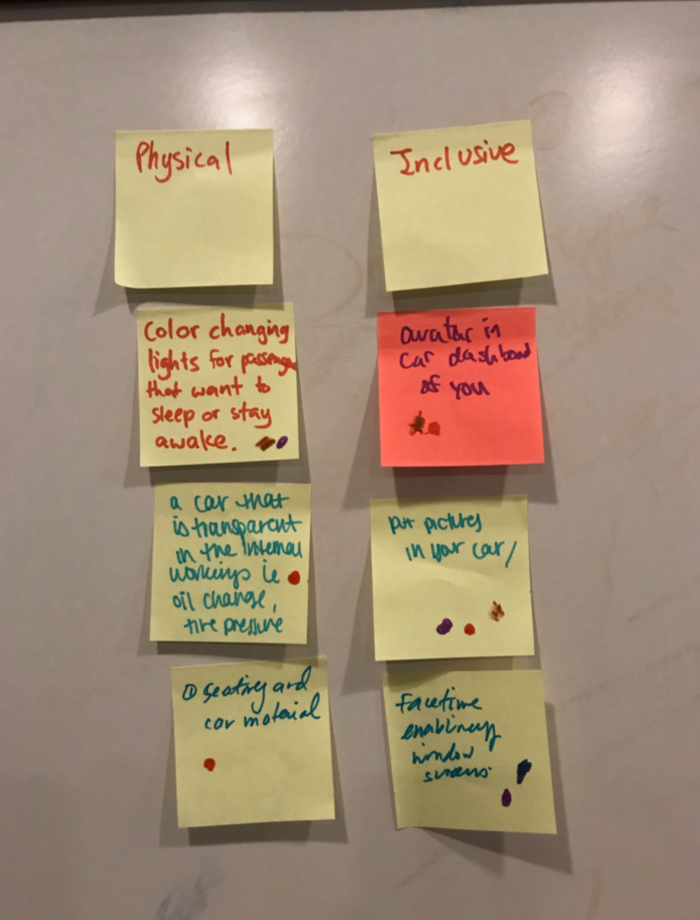 Physical
Color changing
lights for passenge
that want to
sleep or stay
awake.
a car that
is transparent
in the internal
workings ie
oil change,
tire pressure
① seating and
car material
Inclusive
avatar in
car dashboad
of you
put pictures
in your car/
facetime
enabling
window
screens.